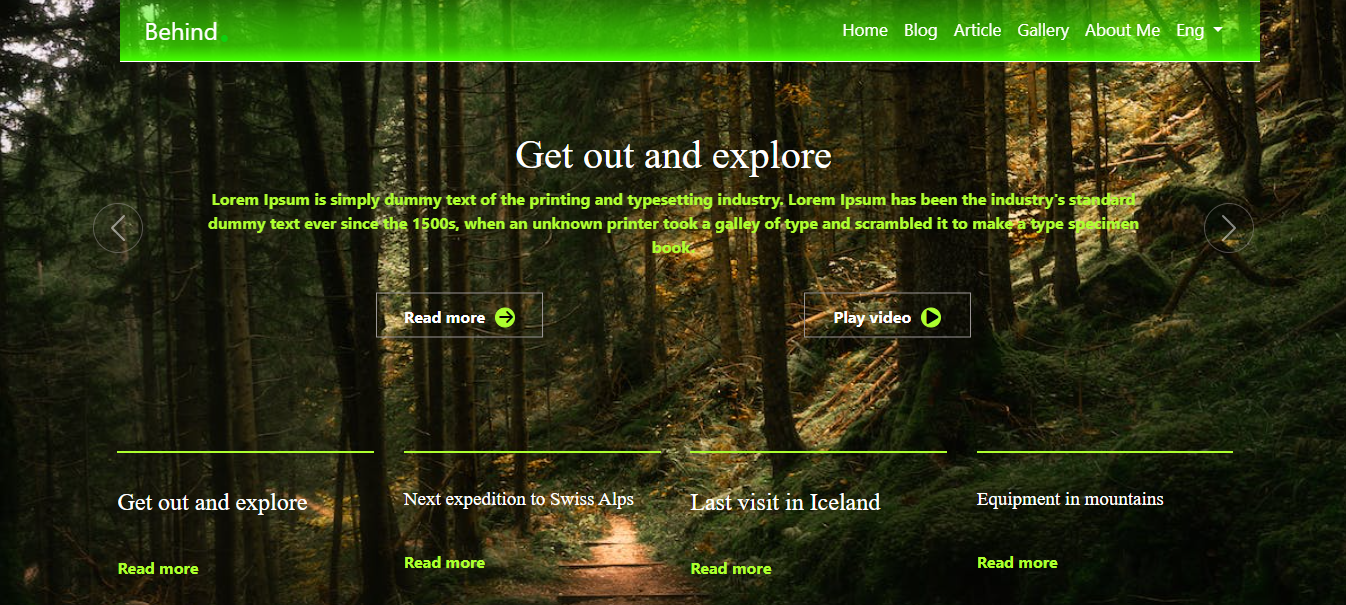 Behind.
Home Blog Article Gallery About Me Eng
Get out and explore
Lorem Ipsum is simply dummy text of the printing and typesetting industry. Lorem Ipsum has been the industry's standard
dummy text ever since the 1500s, when an unknown printer took a galley of type and scrambled it to make a type specimen
book.
Read more
Play video
Get out and explore
Next expedition to Swiss Alps
Last visit in Iceland
Equipment in mountains
Read more
Read more
Read more
Read more